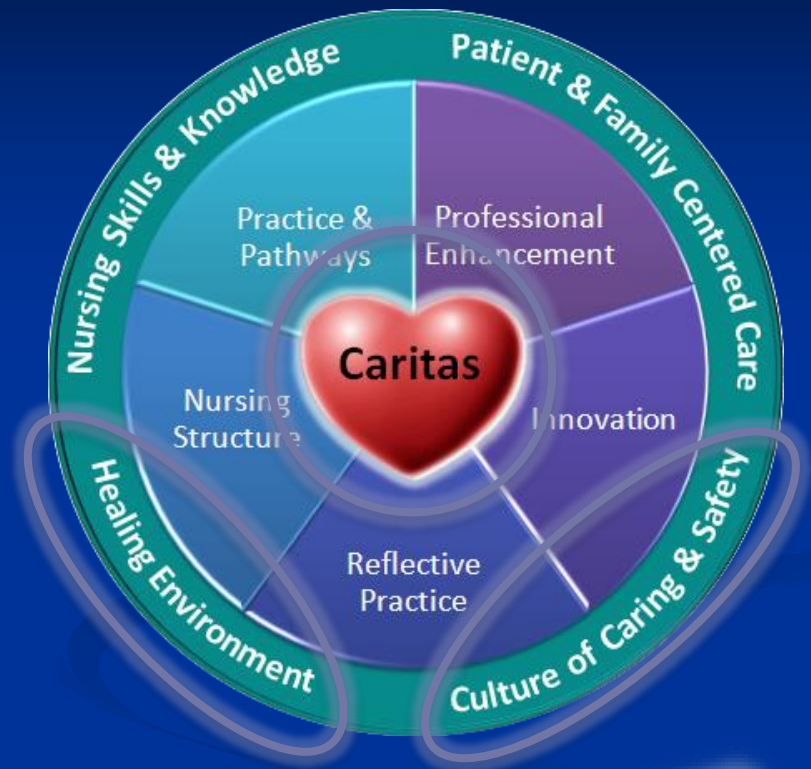 Nursing Skills & Knowledge
Patient & Family Centered Care
Practice &
Pathways
Professional
Enhancement
Caritas
Nursing
Structure
Innovation
Reflective
Practice
Healing Environment
Culture of Caring & Safety